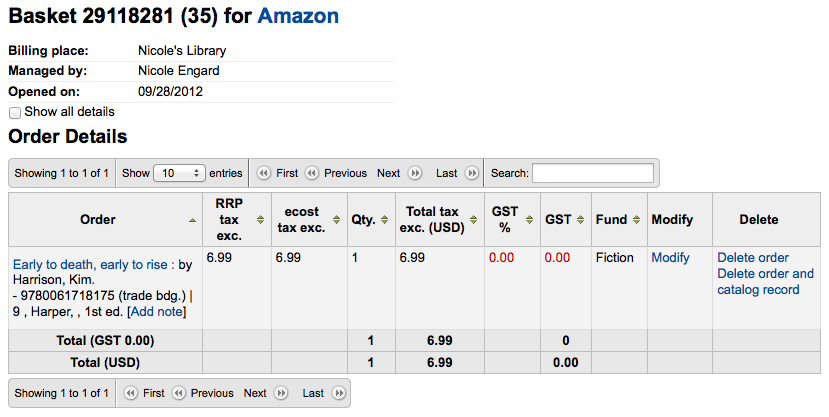 Basket 29118281 (35) for Amazon
Billing place: Nicole's Library
Managed by: Nicole Engard
Opened on: 09/28/2012
Show all details
Order Details
Showing 1 to 1 of 1 Show 10 entries First Previous Next Last Search:
Order RRP tax exc. ecost tax exc. Qty. Total tax exc. (USD) GST % GST Fund Modify Delete
Early to death, early to rise : by
Harrison, Kim.
- 9780061718175 (trade bdg.) |
9 , Harper, , 1st ed. [Add note]
6.99 6.99 1 6.99 0.00 0.00 Fiction Modify Delete order
Delete order and
catalog record
Total (GST 0.00) 1 6.99 0
Total (USD) 1 6.99 0.00
Showing 1 to 1 of 1 First Previous Next Last